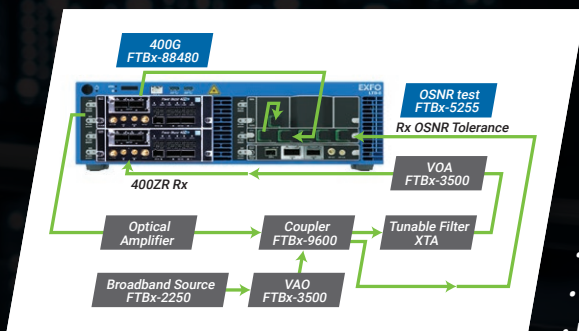 400G
FTBx-88480
EXFO
OSNR test
FTBx-5255
Rx OSNR Tolerance
400ZR Rx
VOA
FTBx-3500
Optical
Amplifier
Coupler
FTBx-9600
Tunable Filter
XTA
Broadband Source
FTBx-2250
VAO
FTBx-3500